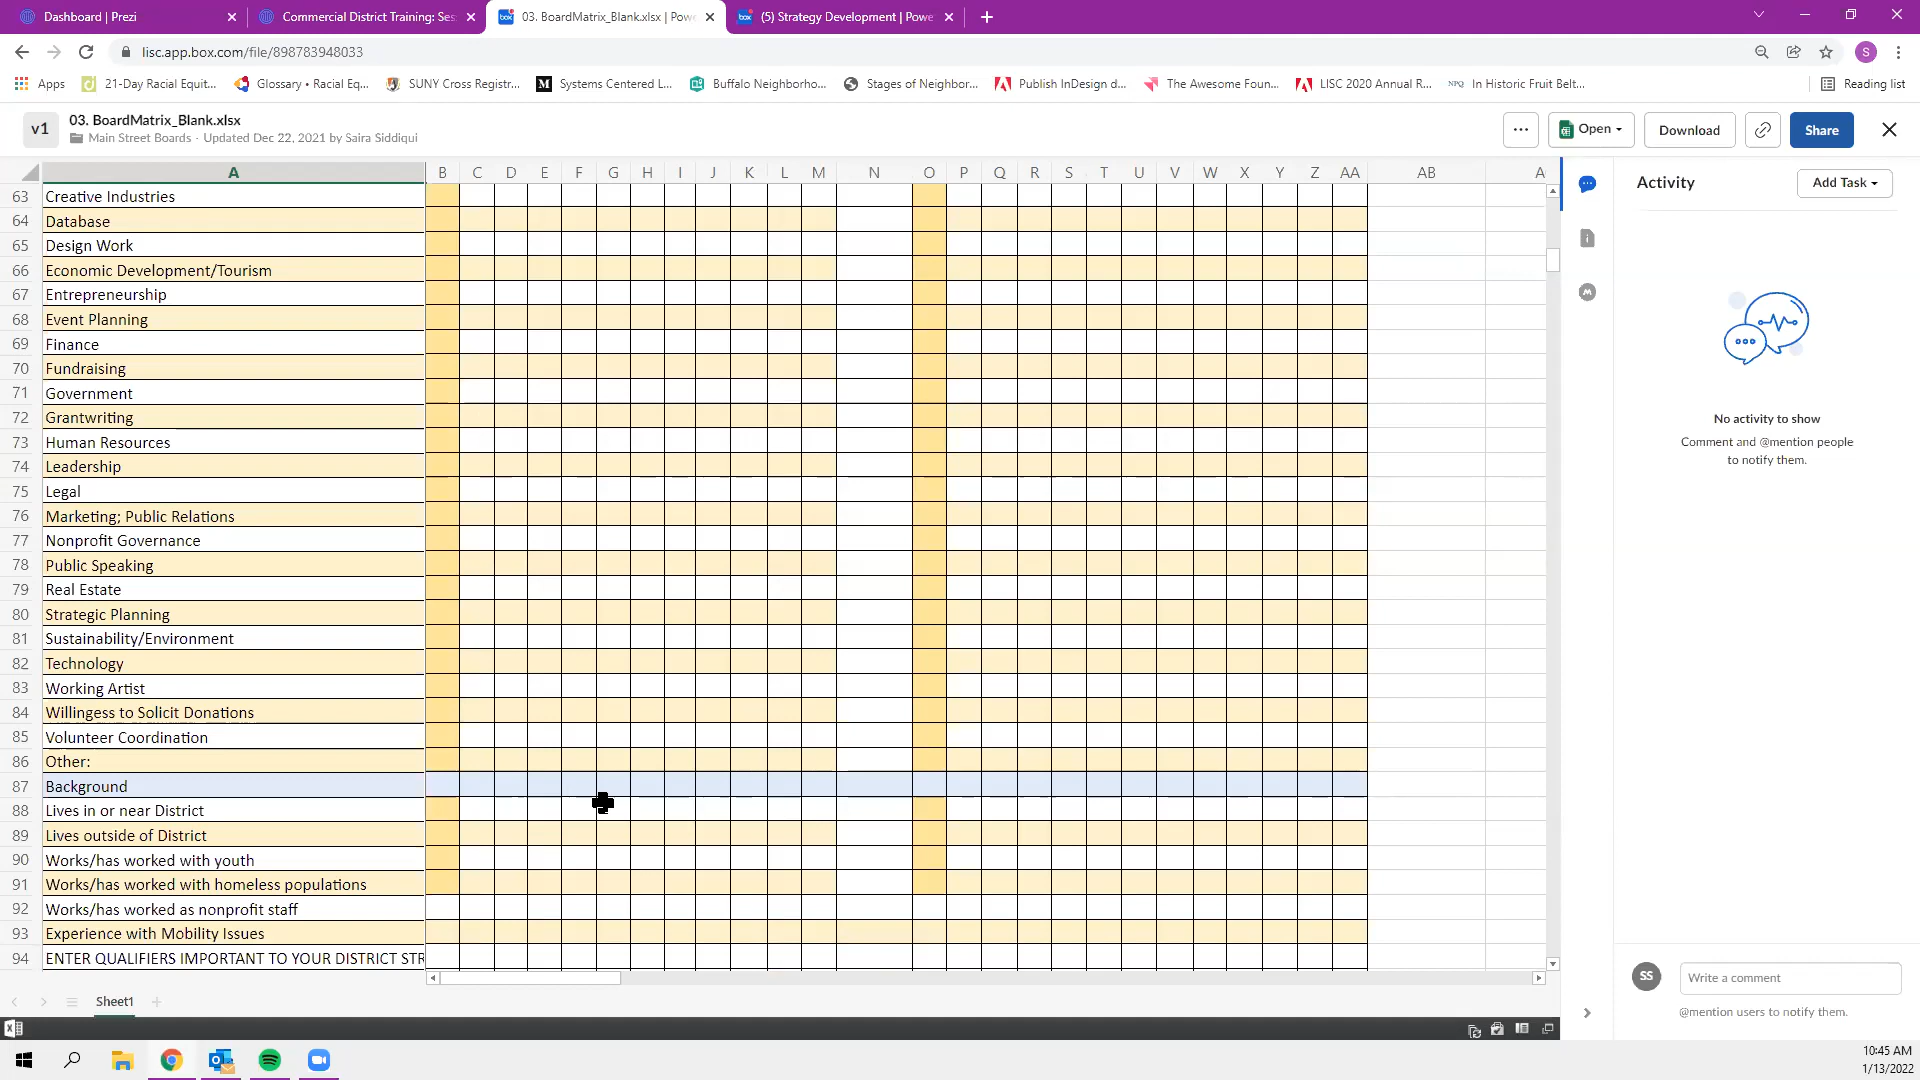 Dashboard | Prezi
Commercial District Training: Ses
03. BoardMatrix_Blank.xlsx | Pow
(5) Strategy Development | Powe
lisc.app.box.com/file/898783948033
Apps
21-Day Racial Equit...
Glossary • Racial Eq...
SUNY Cross Registr...
Systems Centered L...
Buffalo Neighborho...
Stages of Neighbor...
Publish InDesign d...
The Awesome Foun...
LISC 2020 Annual R...
NPQ In Historic Fruit Belt...
Reading list
v1
03. BoardMatrix_Blank.xlsx
Main Street Boards - Updated Dec 22, 2021 by Saira Siddiqui
Open
Download
Share
A B C D E F G H I J K L M N O P Q R S T U V W X Y Z AA AB
63 Creative Industries
64 Database
65 Design Work
66 Economic Development/Tourism
67 Entrepreneurship
68 Event Planning
69 Finance
70 Fundraising
71 Government
72 Grantwriting
73 Human Resources
74 Leadership
75 Legal
76 Marketing; Public Relations
77 Nonprofit Governance
78 Public Speaking
79 Real Estate
80 Strategic Planning
81 Sustainability/Environment
82 Technology
83 Working Artist
84 Willingess to Solicit Donations
85 Volunteer Coordination
86 Other:
87 Background
88 Lives in or near District
89 Lives outside of District
90 Works/has worked with youth
91 Works/has worked with homeless populations
92 Works/has worked as nonprofit staff
93 Experience with Mobility Issues
94 ENTER QUALIFIERS IMPORTANT TO YOUR DISTRICT STR
Sheet1
Activity
Add Task
No activity to show
Comment and @mention people
to notify them.
SS
Write a comment
@mention users to notify them.
10:45 AM
1/13/2022